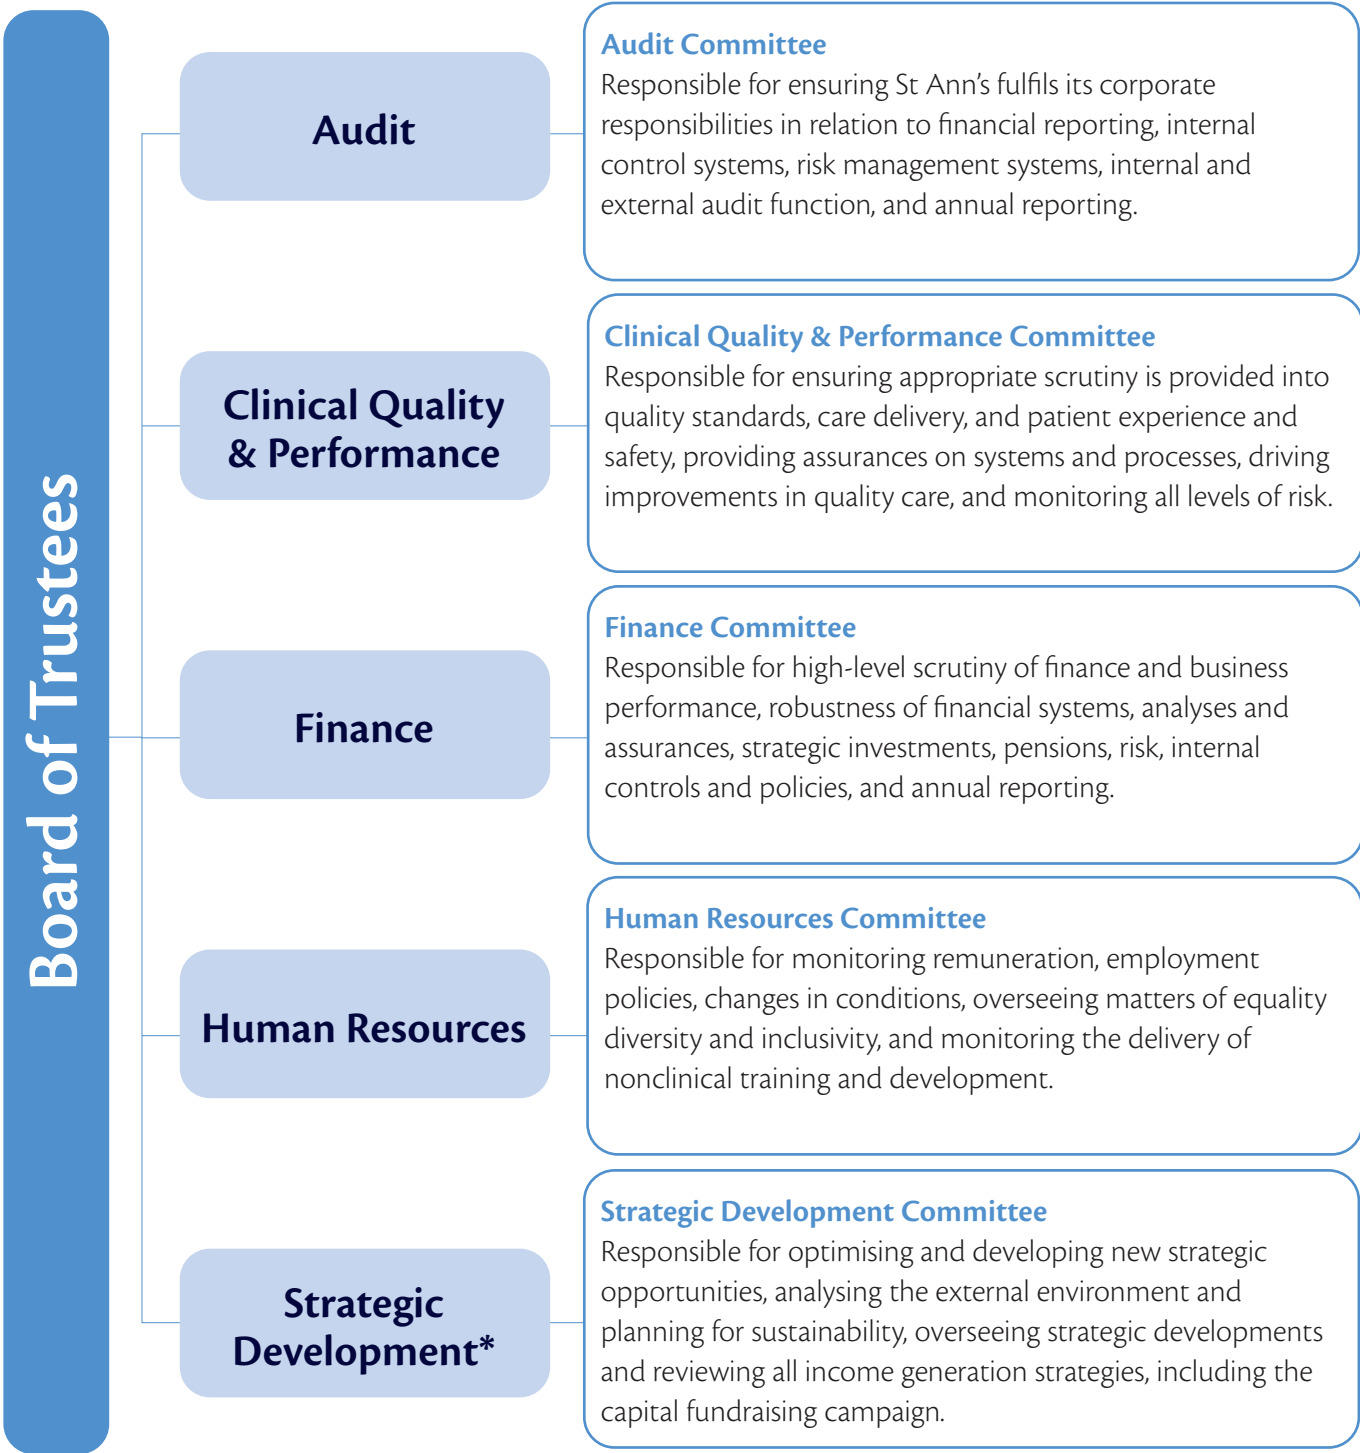 Board of Trustees
Audit
Audit Committee
Responsible for ensuring St Ann’s fulfils its corporate
responsibilities in relation to financial reporting, internal
control systems, risk management systems, internal and
external audit function, and annual reporting.
Clinical Quality
& Performance
Clinical Quality & Performance Committee
Responsible for ensuring appropriate scrutiny is provided into
quality standards, care delivery, and patient experience and
safety, providing assurances on systems and processes, driving
improvements in quality care, and monitoring all levels of risk.
Finance
Finance Committee
Responsible for high-level scrutiny of finance and business
performance, robustness of financial systems, analyses and
assurances, strategic investments, pensions, risk, internal
controls and policies, and annual reporting.
Human Resources
Human Resources Committee
Responsible for monitoring remuneration, employment
policies, changes in conditions, overseeing matters of equality
diversity and inclusivity, and monitoring the delivery of
nonclinical training and development.
Strategic
Development*
Strategic Development Committee
Responsible for optimising and developing new strategic
opportunities, analysing the external environment and
planning for sustainability, overseeing strategic developments
and reviewing all income generation strategies, including the
capital fundraising campaign.